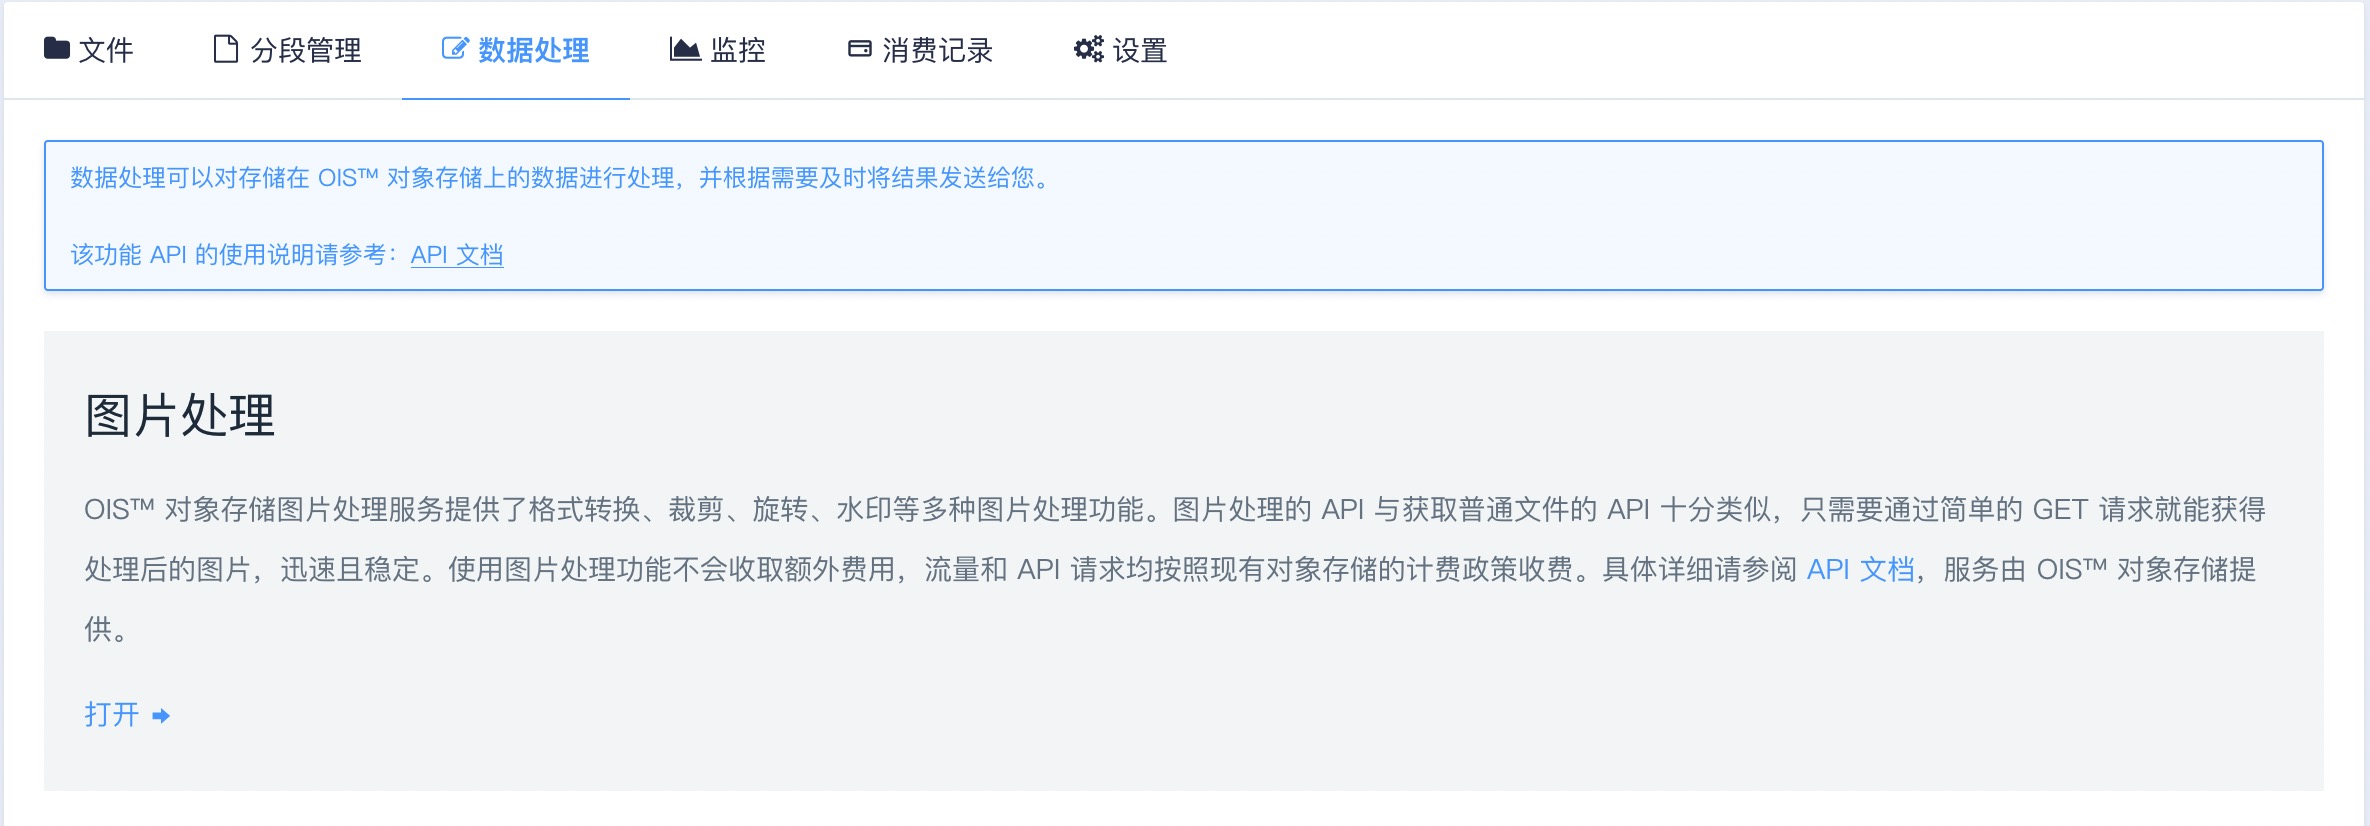 文件 分段管理 数据处理 监控 消费记录 设置
数据处理可以对存储在 OIS™ 对象存储上的数据进行处理，并根据需要及时将结果发送给您。
该功能 API 的使用说明请参考：API 文档
图片处理
OIS™ 对象存储图片处理服务提供了格式转换、裁剪、旋转、水印等多种图片处理功能。图片处理的 API 与获取普通文件的 API 十分类似，只需要通过简单的 GET 请求就能获得
处理后的图片，迅速且稳定。使用图片处理功能不会收取额外费用，流量和 API 请求均按照现有对象存储的计费政策收费。具体详细请参阅 API 文档，服务由 OIS™ 对象存储提
供。
打开